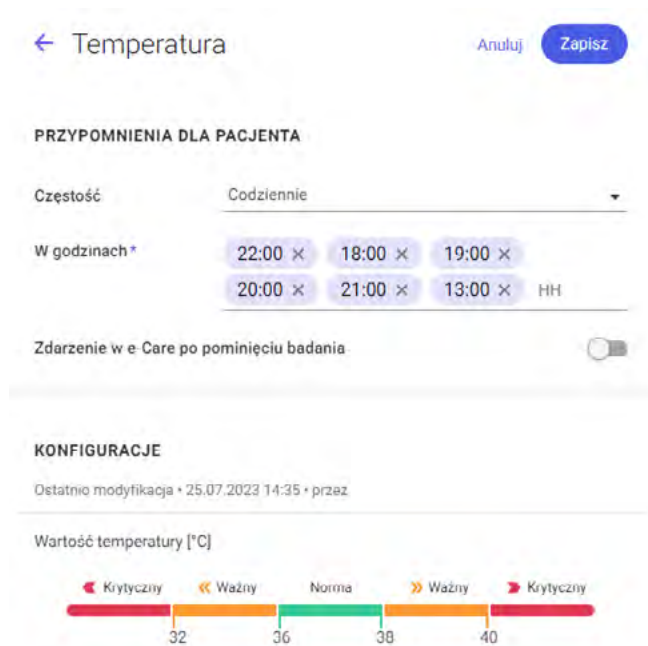 ← Temperatura Anuluj Zapisz
PRZYPOMNIENIA DLA PACJENTA
Częstość Codziennie
W godzinach* 22:00 × 18:00 × 19:00 ×
20:00 × 21:00 × 13:00 × HH
Zdarzenie w e-Care po pominięciu badania
KONFIGURACJE
Ostatnio modyfikacja • 25.07.2023 14:35 • przez
Wartość temperatury [°C]
Krytyczny Ważny Norma Ważny Krytyczny
32 36 38 40